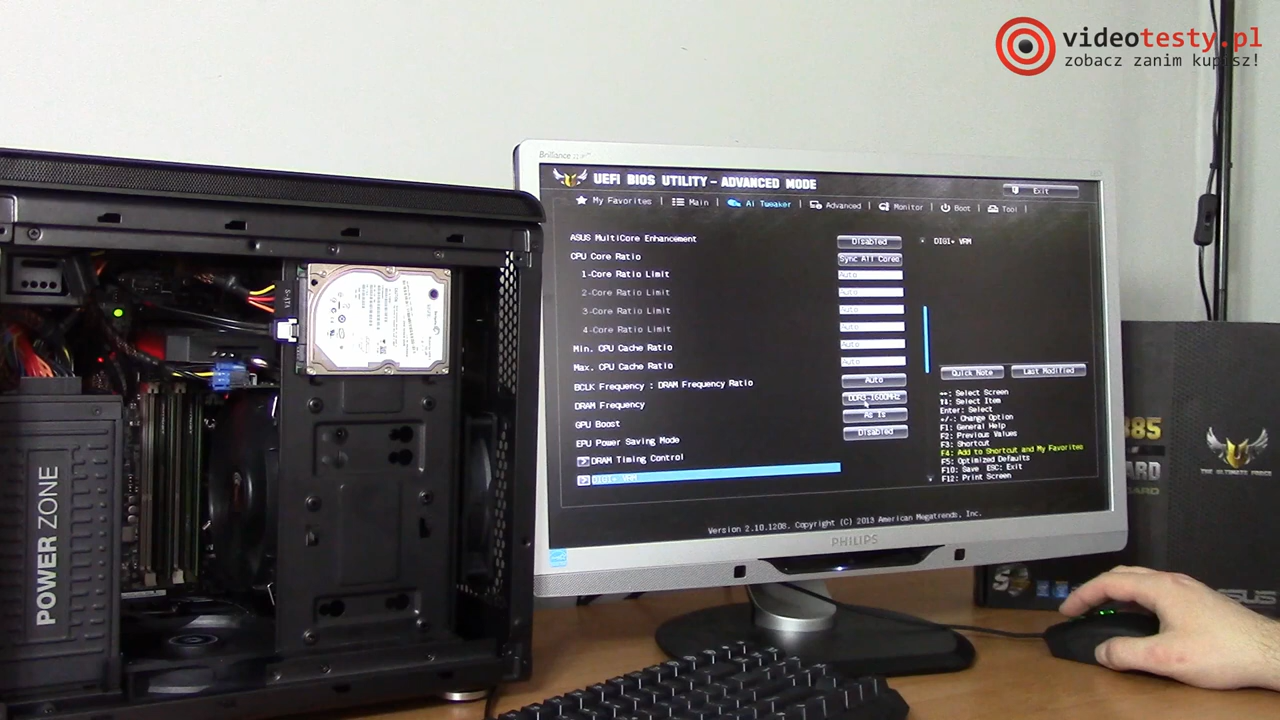 videotesty.pl
zobacz zanim kupisz!
Brilliance
UEFI BIOS UTILITY - ADVANCED MODE
Exit
My Favorites
Main
Ai Tweaker
Advanced
Monitor
Boot
Tool
ASUS MultiCore Enhancement
Disabled
DIGI+ VRM
CPU Core Ratio
Sync All Cores
1-Core Ratio Limit
Auto
2-Core Ratio Limit
Auto
3-Core Ratio Limit
Auto
4-Core Ratio Limit
Auto
Min. CPU Cache Ratio
Auto
Max. CPU Cache Ratio
Auto
BCLK Frequency : DRAM Frequency Ratio
Auto
DRAM Frequency
DDR3-1600MHz
GPU Boost
As Is
EPU Power Saving Mode
Disabled
DRAM Timing Control
DIGI+ VRM
Quick Note
Last Modified
→←: Select Screen
↑↓: Select Item
Enter: Select
+/-: Change Option
F1: General Help
F2: Previous Values
F3: Shortcut
F4: Add to Shortcut and My Favorites
F5: Optimized Defaults
F10: Save ESC: Exit
F12: Print Screen
Version 2.10.1208. Copyright (C) 2013 American Megatrends, Inc.
PHILIPS
POWER ZONE
THE ULTIMATE FORCE